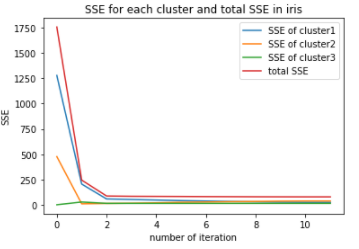 SSE for each cluster and total SSE in iris
SSE of cluster1
SSE of cluster2
SSE of cluster3
total SSE
1750
1500
1250
1000
750
500
250
0
SSE
0 2 4 6 8 10
number of iteration